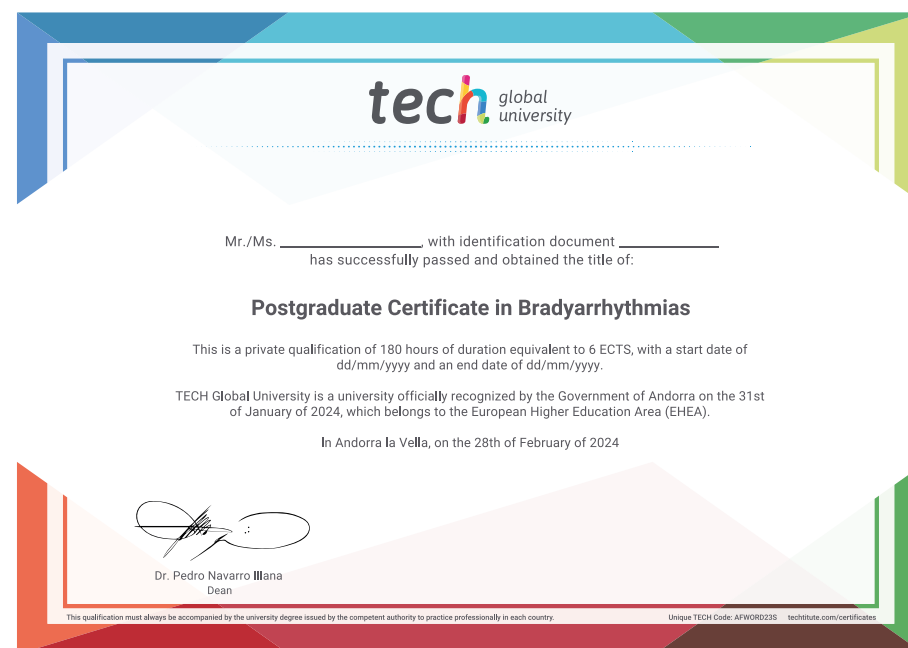 tech global
university
Mr./Ms. ____________________, with identification document ______________
has successfully passed and obtained the title of:
Postgraduate Certificate in Bradyarrhythmias
This is a private qualification of 180 hours of duration equivalent to 6 ECTS, with a start date of
dd/mm/yyyy and an end date of dd/mm/yyyy.
TECH Global University is a university officially recognized by the Government of Andorra on the 31st
of January of 2024, which belongs to the European Higher Education Area (EHEA).
In Andorra la Vella, on the 28th of February of 2024
Dr. Pedro Navarro Illana
Dean
This qualification must always be accompanied by the university degree issued by the competent authority to practice professionally in each country. Unique TECH Code: AFWORD23S techtitute.com/certificates